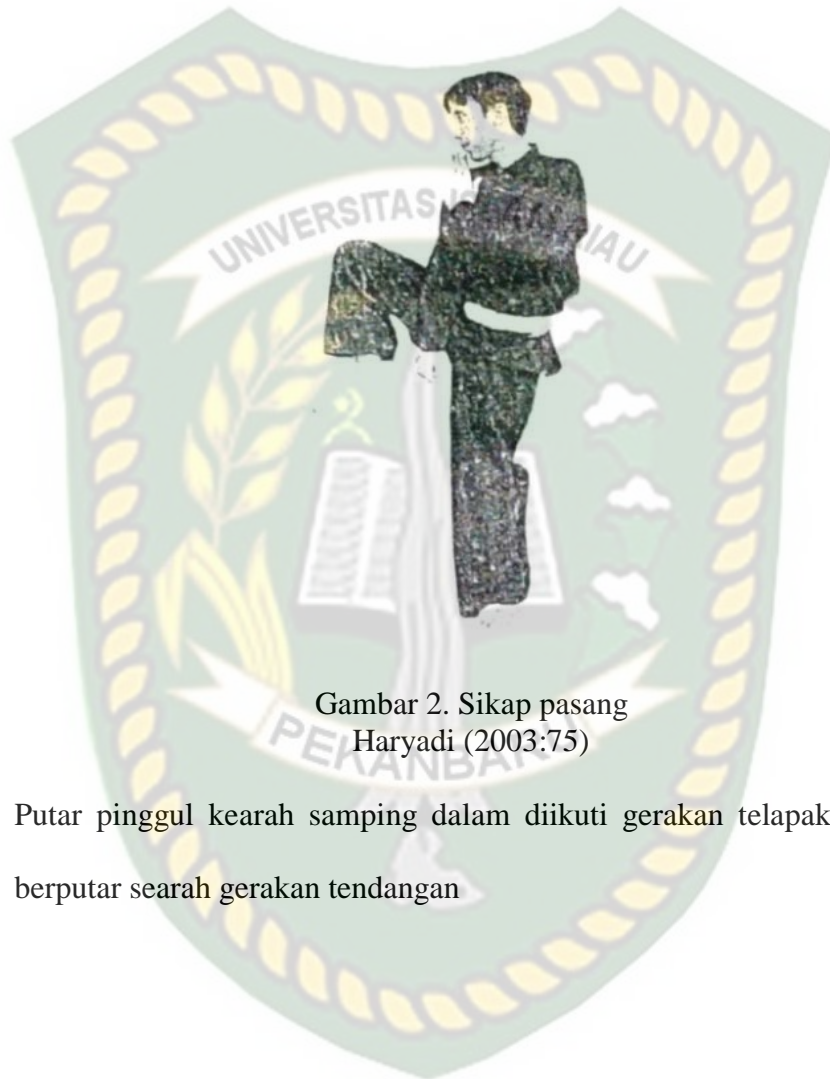 UNIVERSITAS
PEKANBARU
Gambar 2. Sikap pasang
Haryadi (2003:75)
Putar pinggul kearah samping dalam diikuti gerakan telapak
berputar searah gerakan tendangan